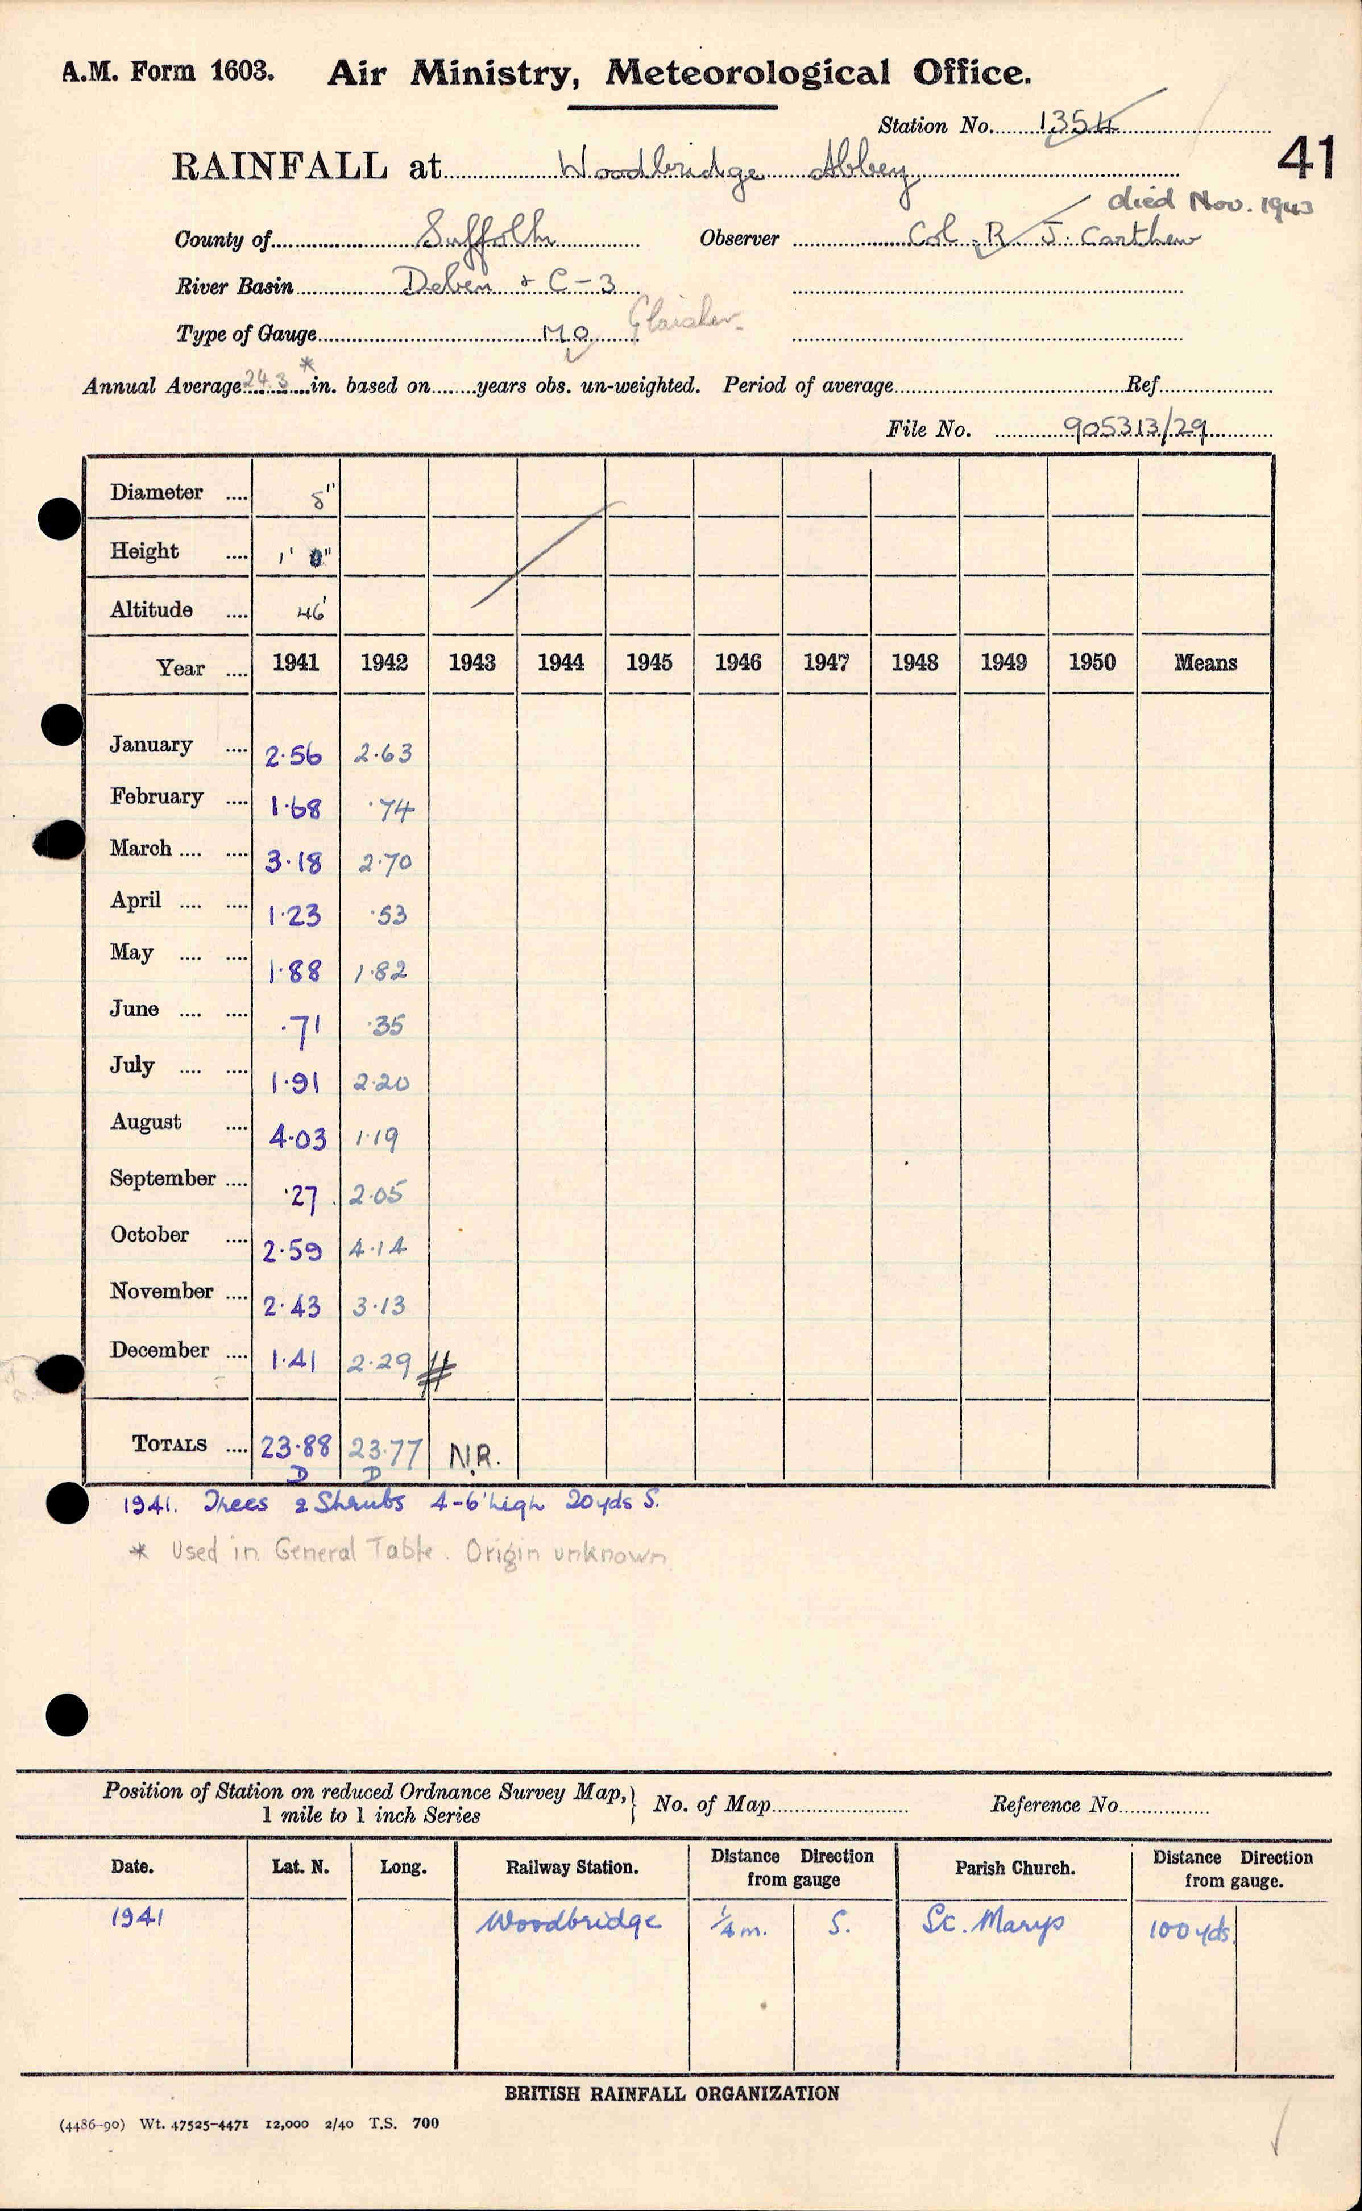 A.M. Form 1603. Air Ministry, Meteorological Office.
Station No. 1354
41
RAINFALL at Woodbridge Abbey
died Nov. 1943
County of Suffolk Observer Col. R. J. Carthew
River Basin Deben & C-3
Type of Gauge MO Glaisher
Annual Average 24.3 * in. based on years obs. un-weighted. Period of average Ref.
File No. 905313/29
Diameter .... 8"
Height .... 1' 0"
Altitude .... 46'
Year .... 1941 1942 1943 1944 1945 1946 1947 1948 1949 1950 Means
January .... 2.56 2.63
February .... 1.68 .74
March .... .... 3.18 2.70
April .... .... 1.23 .53
May .... .... 1.88 1.82
June .... .... .71 .35
July .... .... 1.91 2.20
August .... 4.03 1.19
September .... .27 2.05
October .... 2.59 4.14
November .... 2.43 3.13
December .... 1.41 2.29 #
TOTALS .... 23.88 23.77 N.R.
D D
1941. Trees & Shrubs 4-6' high 20yds S.
* Used in General Table. Origin unknown
Position of Station on reduced Ordnance Survey Map, 1 mile to 1 inch Series } No. of Map Reference No.
Date. Lat. N. Long. Railway Station. Distance Direction from gauge Parish Church. Distance Direction from gauge.
1941 Woodbridge 1/4 m. S. St. Marys 100 yds.
BRITISH RAINFALL ORGANIZATION
(4486-90) Wt. 47525-4471 12,000 2/40 T.S. 700